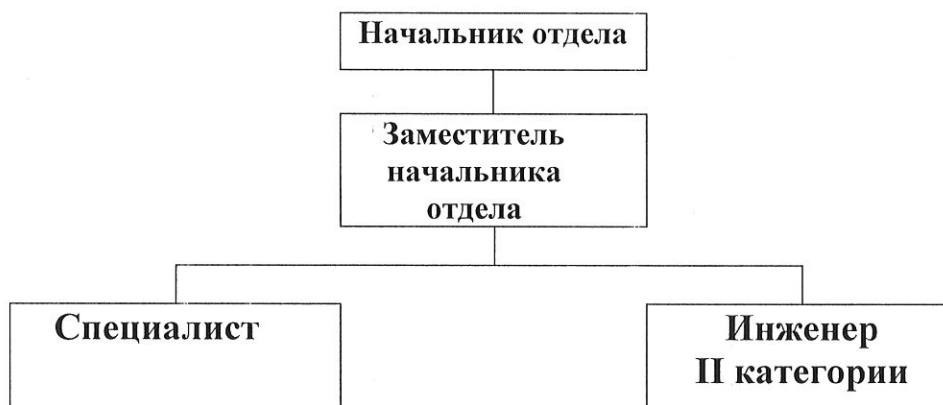 Начальник отдела
Заместитель
начальника
отдела
Специалист
Инженер
II категории